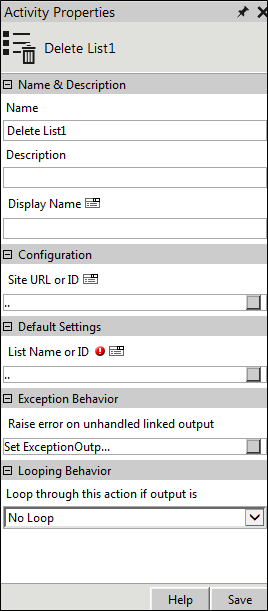 Activity Properties
Delete List1
Name & Description
Name
Delete List1
Description
Display Name
Configuration
Site URL or ID
..
Default Settings
List Name or ID
..
Exception Behavior
Raise error on unhandled linked output
Set ExceptionOutp...
Looping Behavior
Loop through this action if output is
No Loop
Help Save